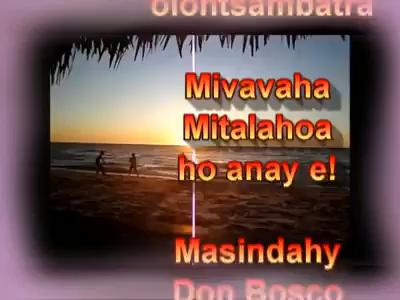 olontsambatra
Mivavaha
Mitalahoa
ho anay e!
Masindahy
Don Bosco